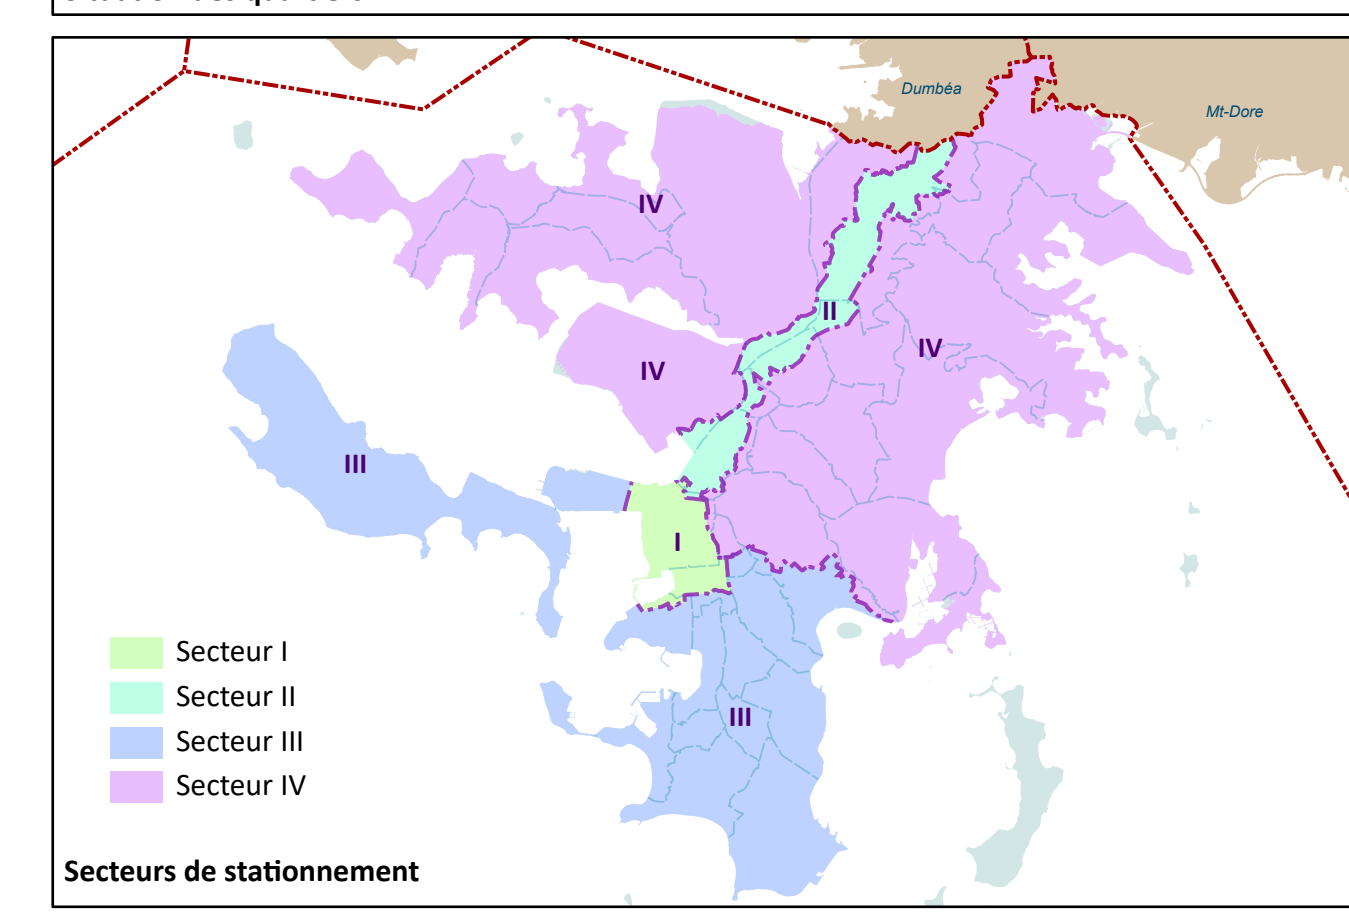 Dumbéa
Mt-Dore
IV
II
IV
IV
III
I
III
Secteur I
Secteur II
Secteur III
Secteur IV
Secteurs de stationnement